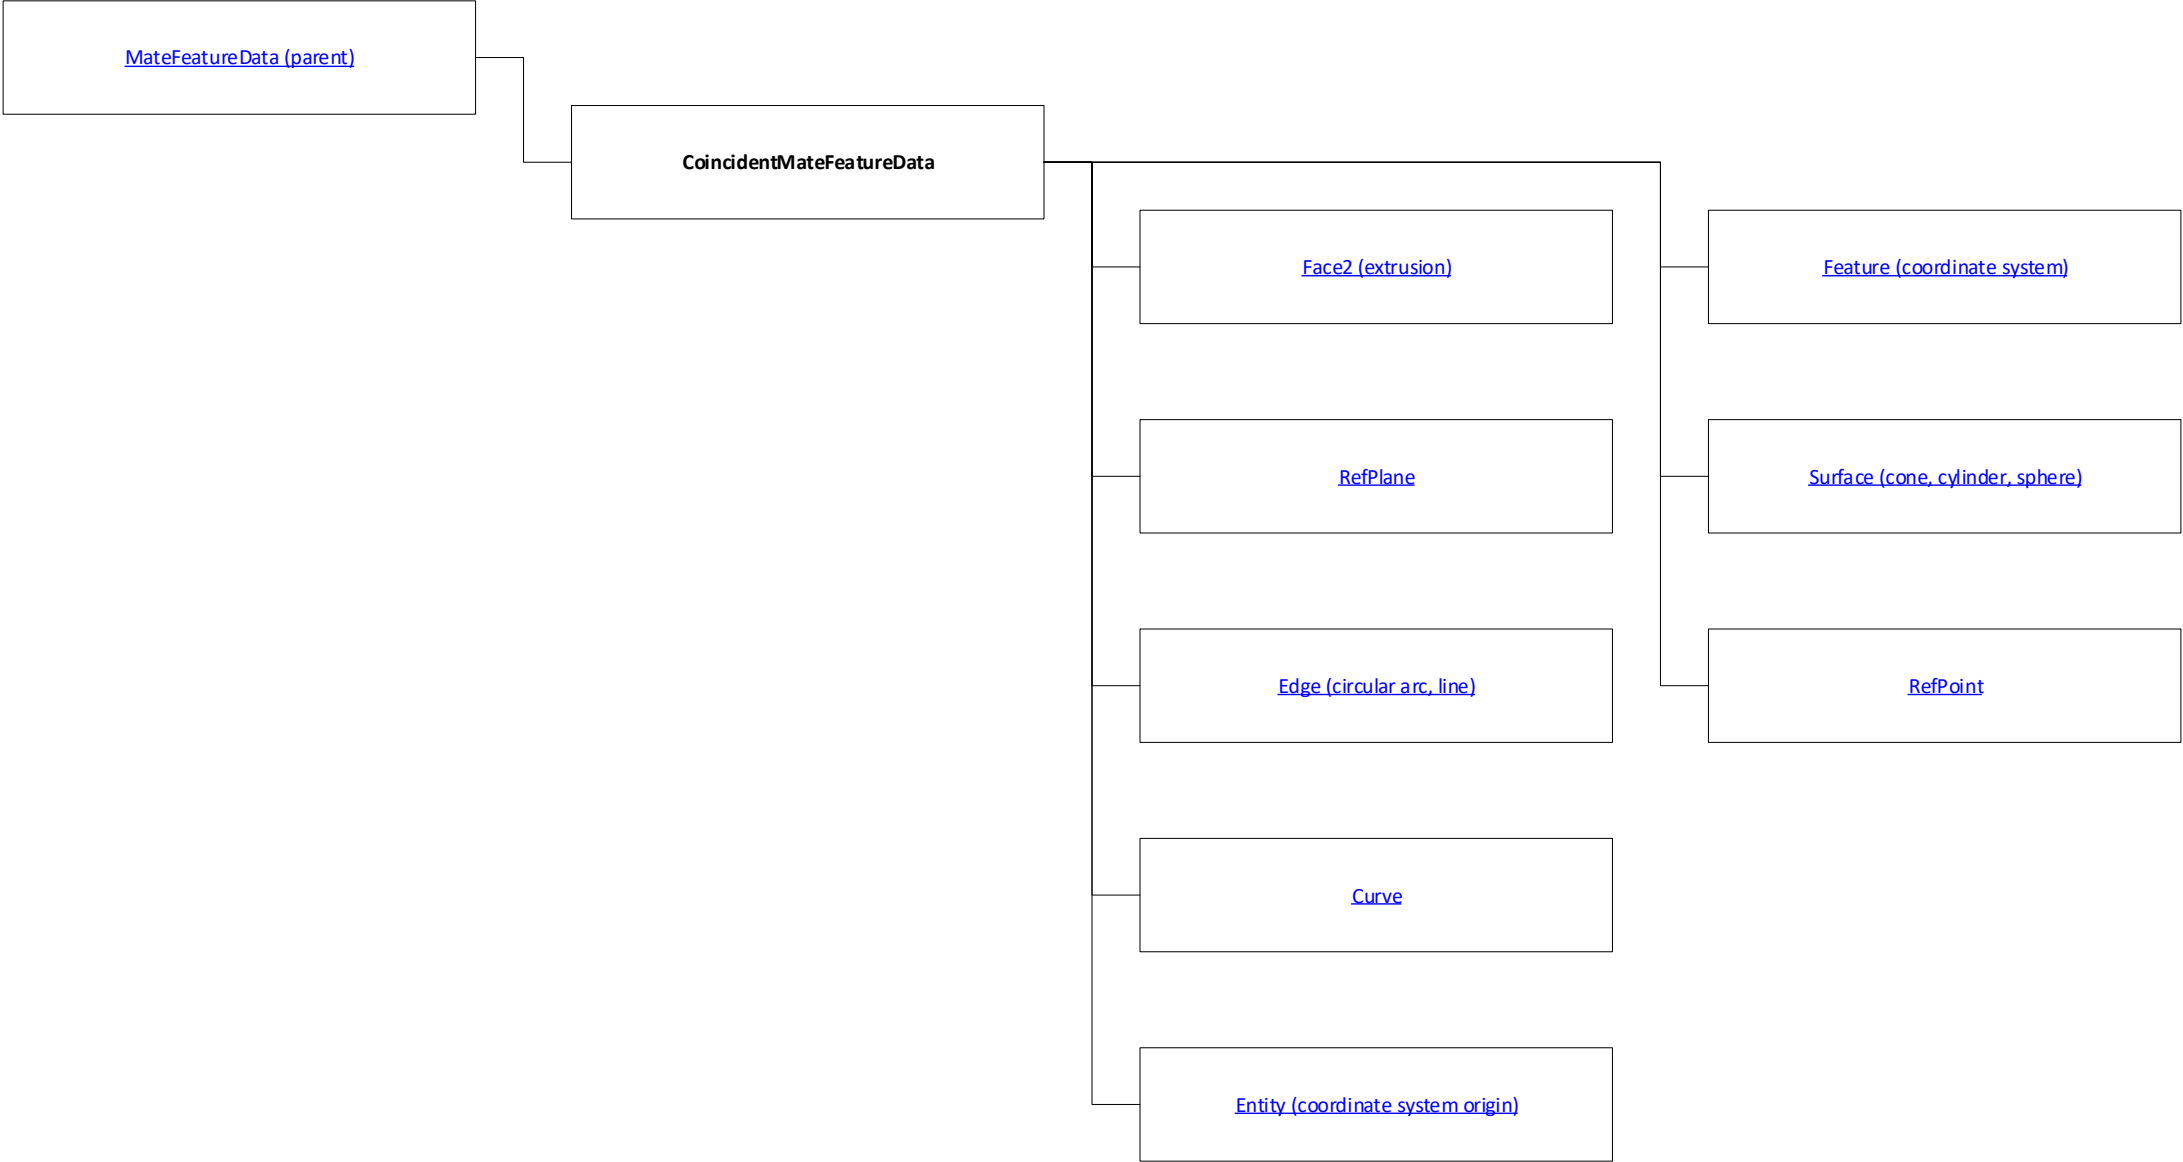 MateFeatureData (parent)
CoincidentMateFeatureData
Face2 (extrusion)
Feature (coordinate system)
RefPlane
Surface (cone, cylinder, sphere)
Edge (circular arc, line)
RefPoint
Curve
Entity (coordinate system origin)